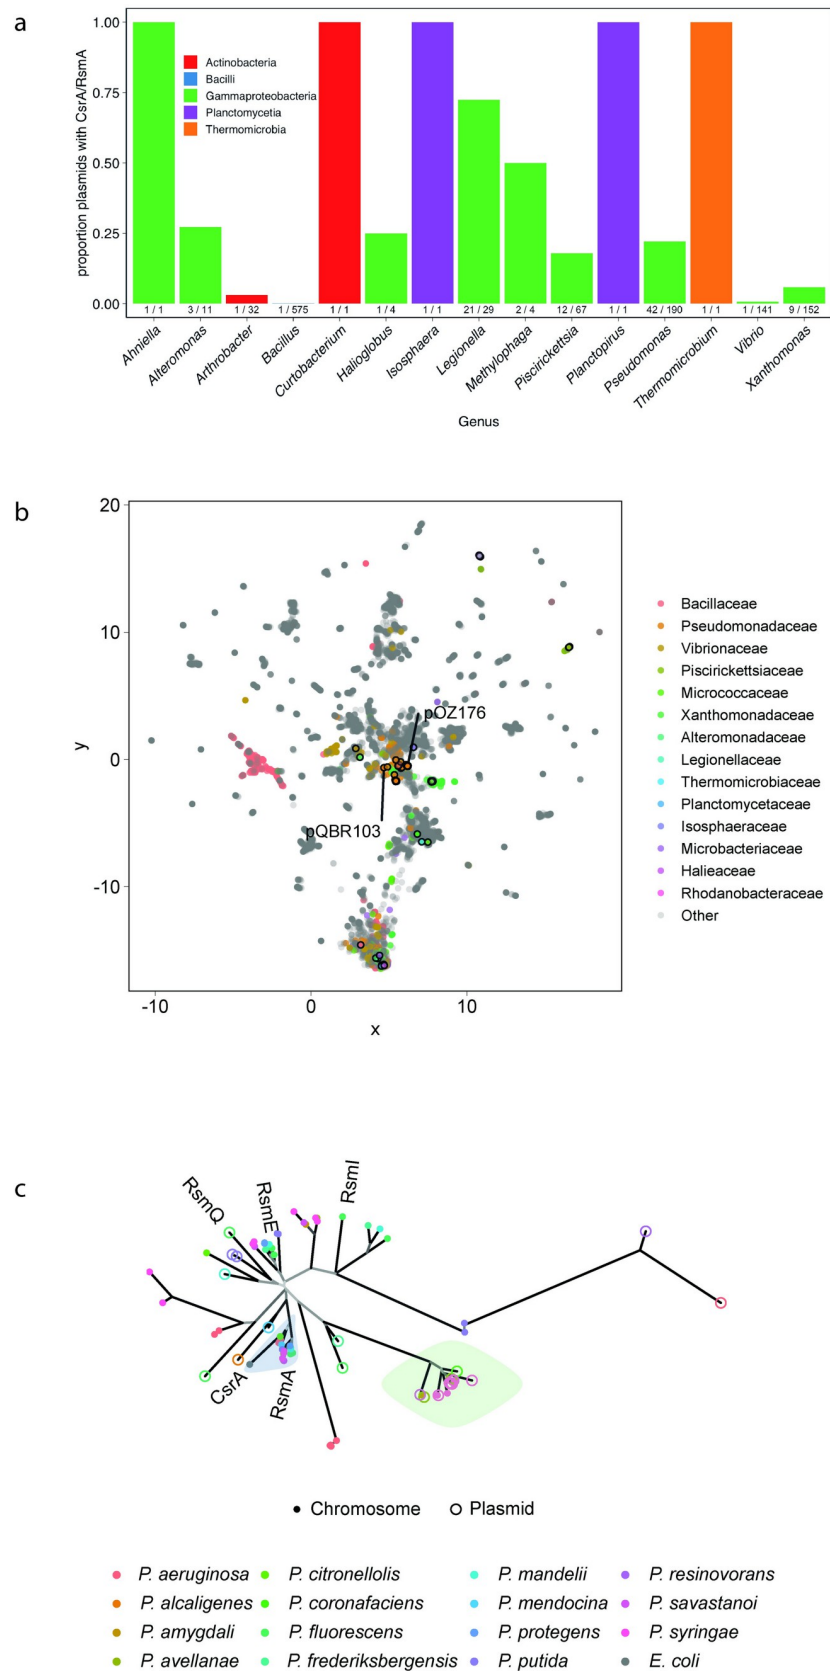 a
proportion plasmids with CsrA/RsmA
1.00
0.75
0.50
0.25
0.00
Actinobacteria
Bacilli
Gammaproteobacteria
Planctomycetia
Thermomicrobia
1 / 1
3 / 11
1 / 32
1 / 575
1 / 1
1 / 4
1 / 1
21 / 29
2 / 4
12 / 67
1 / 1
42 / 190
1 / 1
1 / 141
9 / 152
Ahniella
Alteromonas
Arthrobacter
Bacillus
Curtobacterium
Halioglobus
Isosphaera
Legionella
Methylophaga
Piscirickettsia
Planctopirus
Pseudomonas
Thermomicrobium
Vibrio
Xanthomonas
Genus
b
20
10
0
-10
y
pOZ176
pQBR103
-10
0
10
x
Bacillaceae
Pseudomonadaceae
Vibrionaceae
Piscirickettsiaceae
Micrococcaceae
Xanthomonadaceae
Alteromonadaceae
Legionellaceae
Thermomicrobiaceae
Planctomycetaceae
Isosphaeraceae
Microbacteriaceae
Halieaceae
Rhodanobacteraceae
Other
c
RsmQ
RsmE
RsmI
CsrA
RsmA
Chromosome
Plasmid
P. aeruginosa
P. citronellolis
P. mandelii
P. resinovorans
P. alcaligenes
P. coronafaciens
P. mendocina
P. savastanoi
P. amygdali
P. fluorescens
P. protegens
P. syringae
P. avellanae
P. frederiksbergensis
P. putida
E. coli